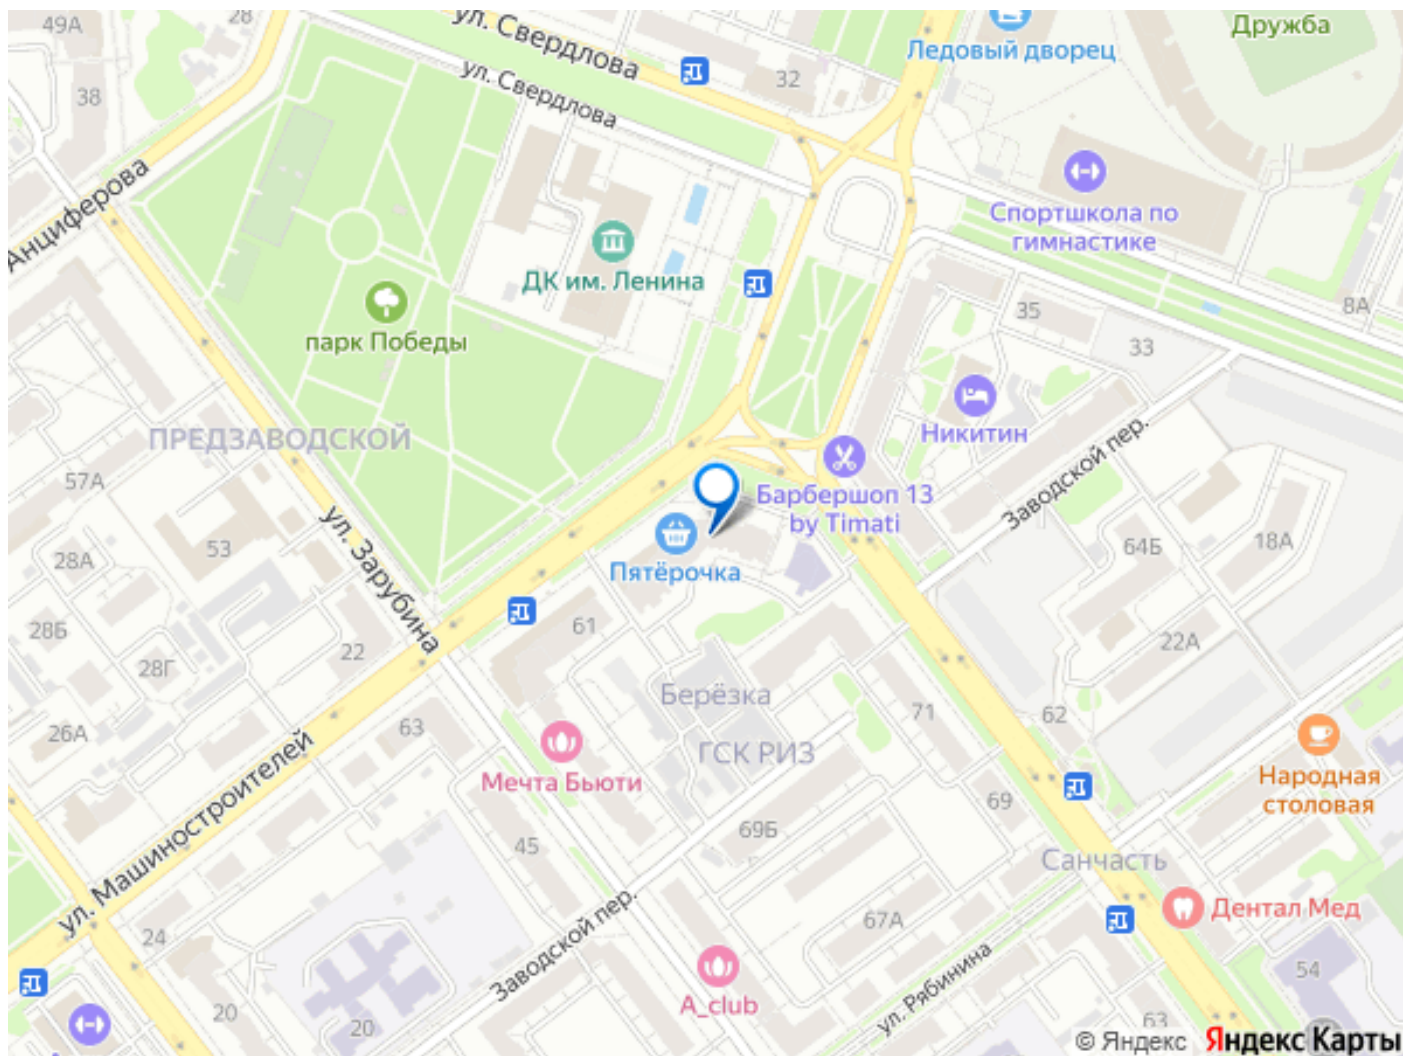 49А
28
ул. Свердлова
Ледовый дворец
Дружба
38
ул. Свердлова
32
Анциферова
Спортшкола по
гимнастике
ДК им. Ленина
парк Победы
35
8А
33
Никитин
ПРЕДЗАВОДСКОЙ
57А
Заводской пер.
Барбершоп 13
by Timati
ул. Зарубина
53
28А
Пятёрочка
64Б
18А
28Б
61
22
28Г
22А
Берёзка
26А
63
71
62
ГСК РИЗ
Мечта Бьюти
Народная
столовая
ул. Машиностроителей
69
69Б
45
Санчасть
24
Заводской пер.
67А
Дентал Мед
ул. Рябинина
54
A_club
20
20
63
© Яндекс Яндекс Карты